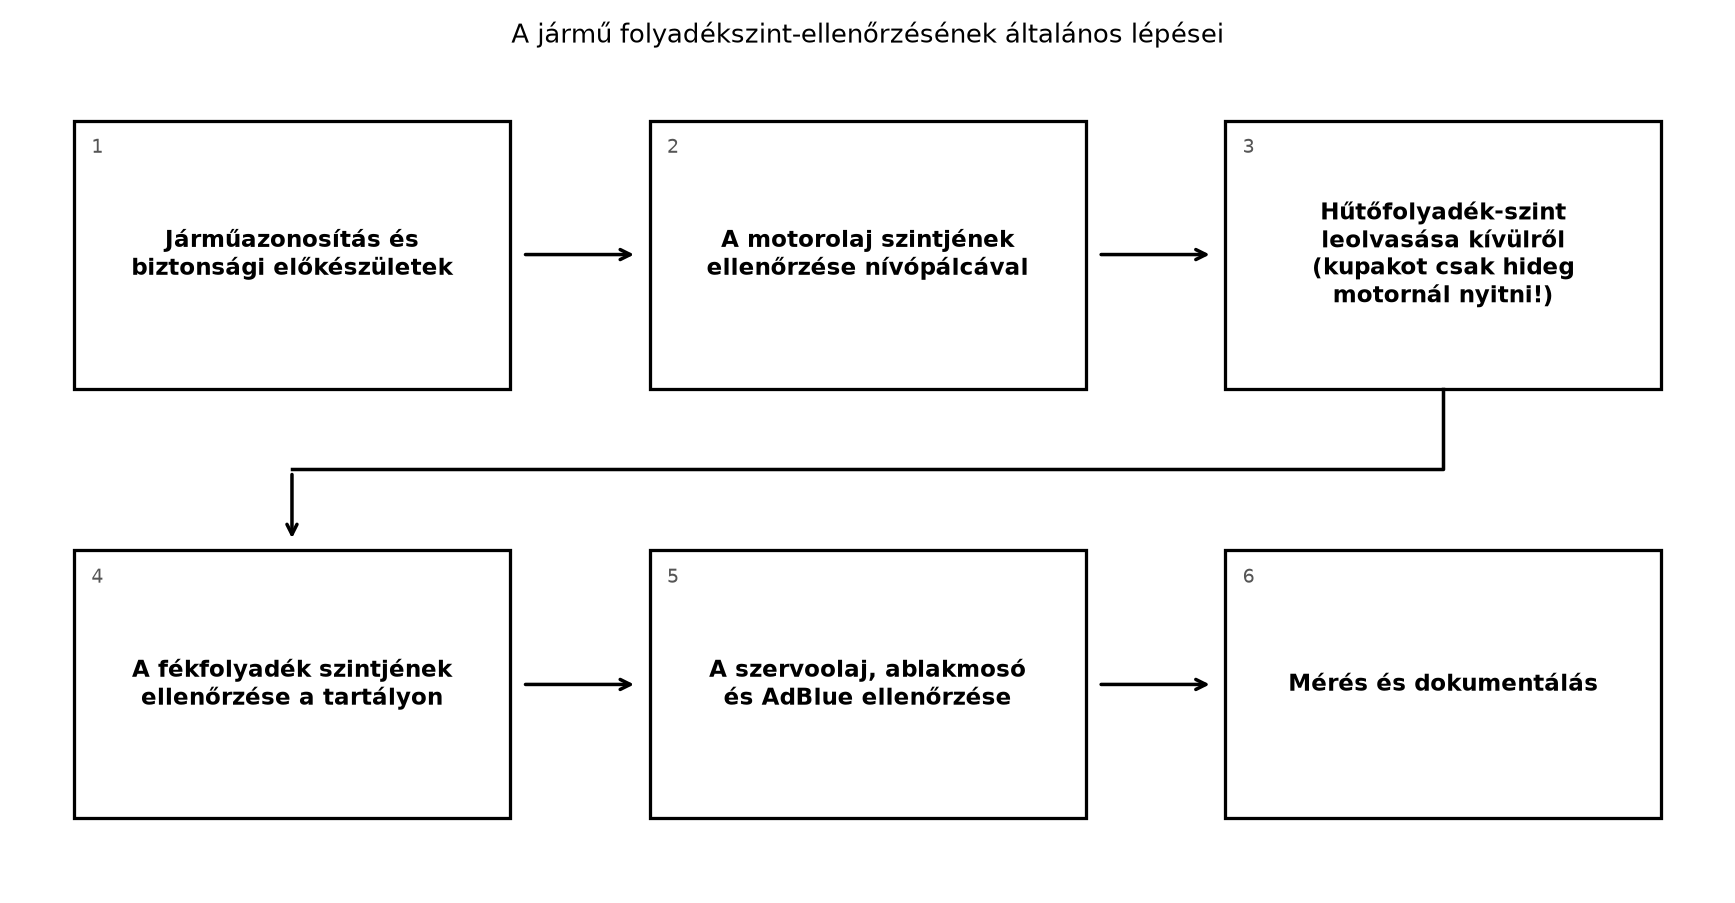 A jármű folyadékszint-ellenőrzésének általános lépései
1
Járműazonosítás és
biztonsági előkészületek
2
A motorolaj szintjének
ellenőrzése nívópálcával
3
Hűtőfolyadék-szint
leolvasása kívülről
(kupakot csak hideg
motornál nyitni!)
4
A fékfolyadék szintjének
ellenőrzése a tartályon
5
A szervoolaj, ablakmosó
és AdBlue ellenőrzése
6
Mérés és dokumentálás